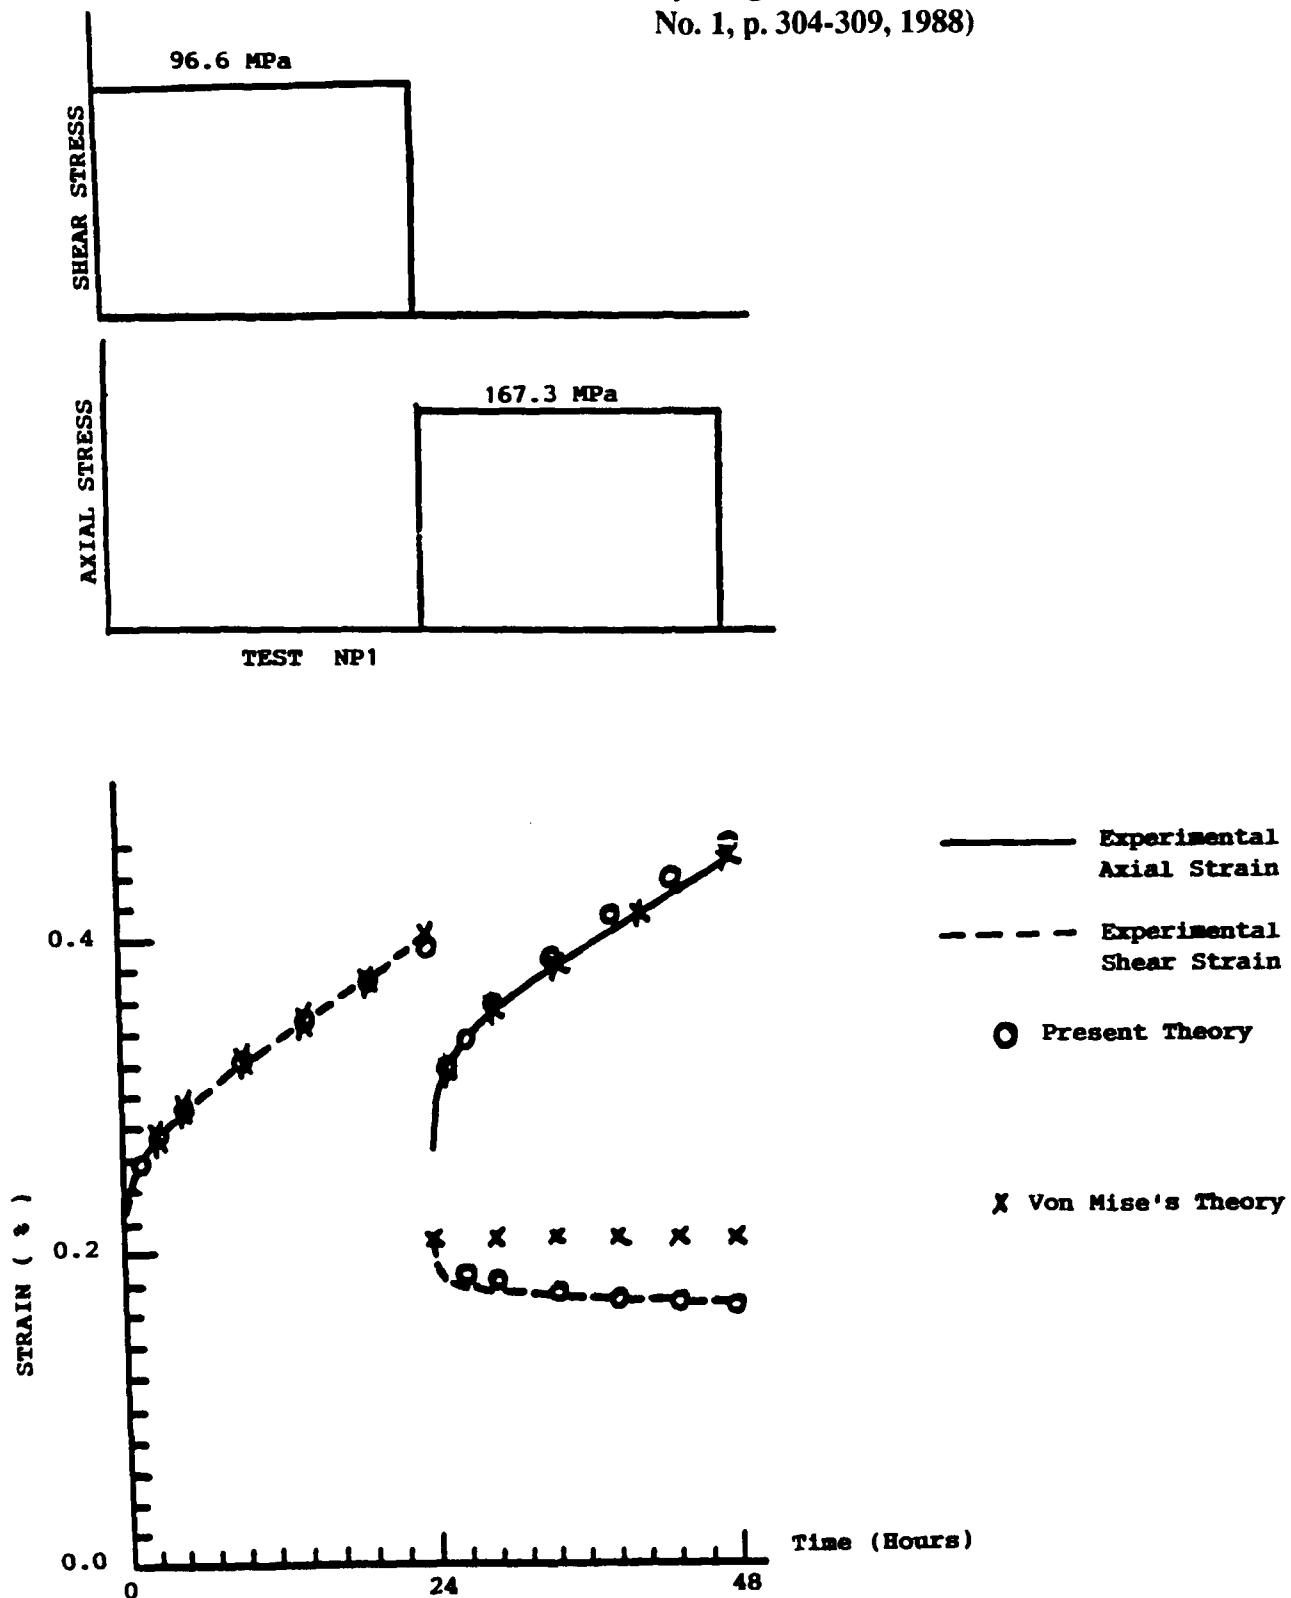 No. 1, p. 304-309, 1988)
96.6 MPa
SHEAR STRESS
167.3 MPa
AXIAL STRESS
TEST NP1
Experimental
Axial Strain
0.4
Experimental
Shear Strain
Present Theory
Von Mise's Theory
0.2
STRAIN ( % )
0.0
Time (Hours)
0
24
48